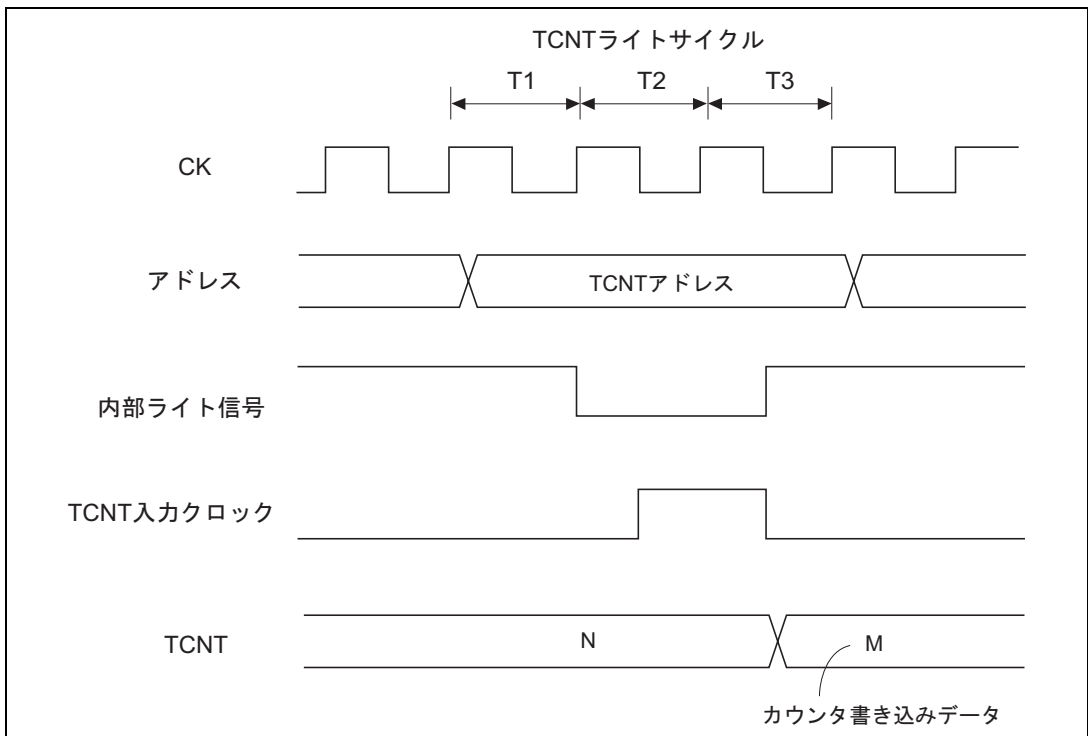 TCNTライトサイクル
T1 T2 T3
CK
アドレス
TCNTアドレス
内部ライト信号
TCNT入力クロック
TCNT
N
M
カウンタ書き込みデータ